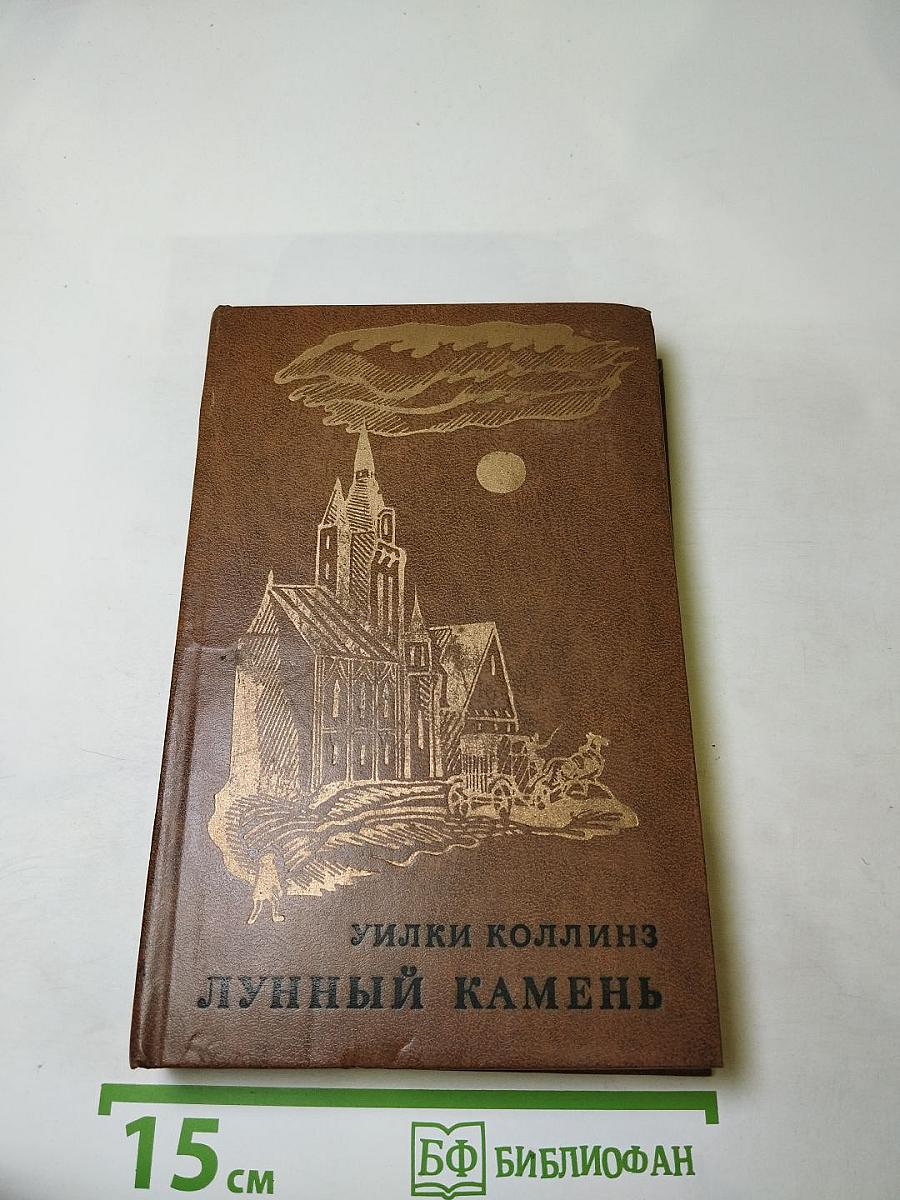 УИЛКИ КОЛЛИНЗ
ЛУННЫЙ КАМЕНЬ
15 см
БФ БИБЛИОФАН